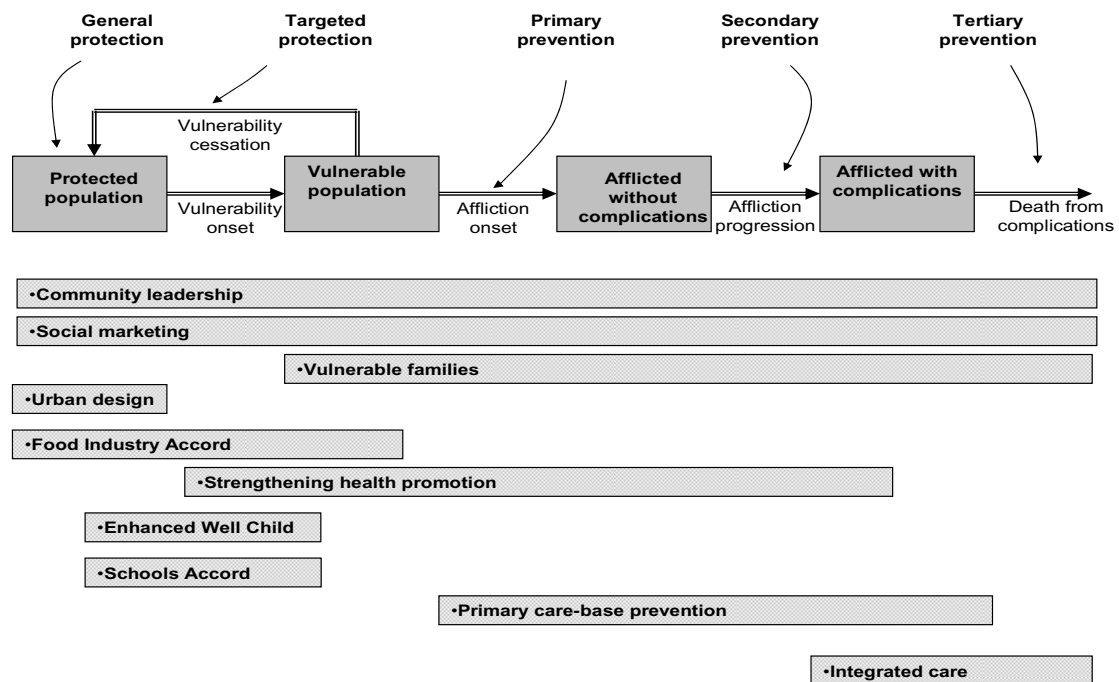 General
protection
Targeted
protection
Primary
prevention
Secondary
prevention
Tertiary
prevention
Vulnerability
cessation
Protected
population
Vulnerability
onset
Vulnerable
population
Affliction
onset
Afflicted
without
complications
Affliction
progression
Afflicted with
complications
Death from
complications
•Community leadership
•Social marketing
•Vulnerable families
•Urban design
•Food Industry Accord
•Strengthening health promotion
•Enhanced Well Child
•Schools Accord
•Primary care-base prevention
•Integrated care